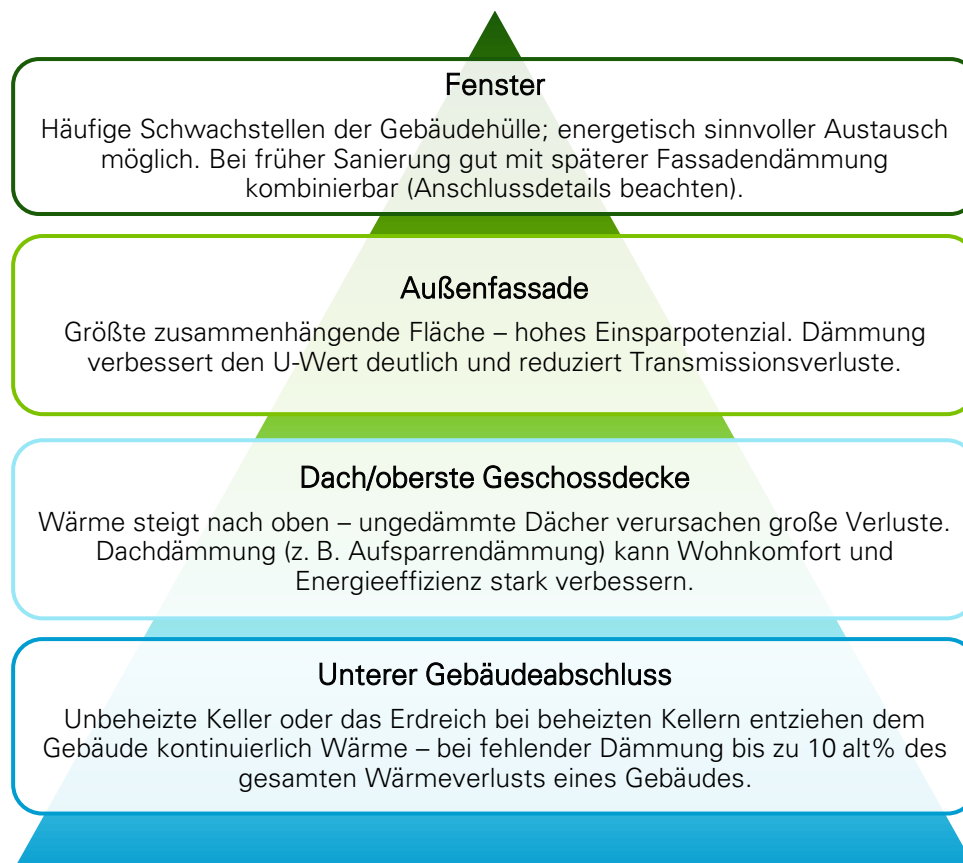 Fenster
Häufige Schwachstellen der Gebäudehülle; energetisch sinnvoller Austausch
möglich. Bei früher Sanierung gut mit späterer Fassadendämmung
kombinierbar (Anschlussdetails beachten).
Außenfassade
Größte zusammenhängende Fläche – hohes Einsparpotenzial. Dämmung
verbessert den U-Wert deutlich und reduziert Transmissionsverluste.
Dach/oberste Geschossdecke
Wärme steigt nach oben – ungedämmte Dächer verursachen große Verluste.
Dachdämmung (z. B. Aufsparrendämmung) kann Wohnkomfort und
Energieeffizienz stark verbessern.
Unterer Gebäudeabschluss
Unbeheizte Keller oder das Erdreich bei beheizten Kellern entziehen dem
Gebäude kontinuierlich Wärme – bei fehlender Dämmung bis zu 10 alt% des
gesamten Wärmeverlusts eines Gebäudes.